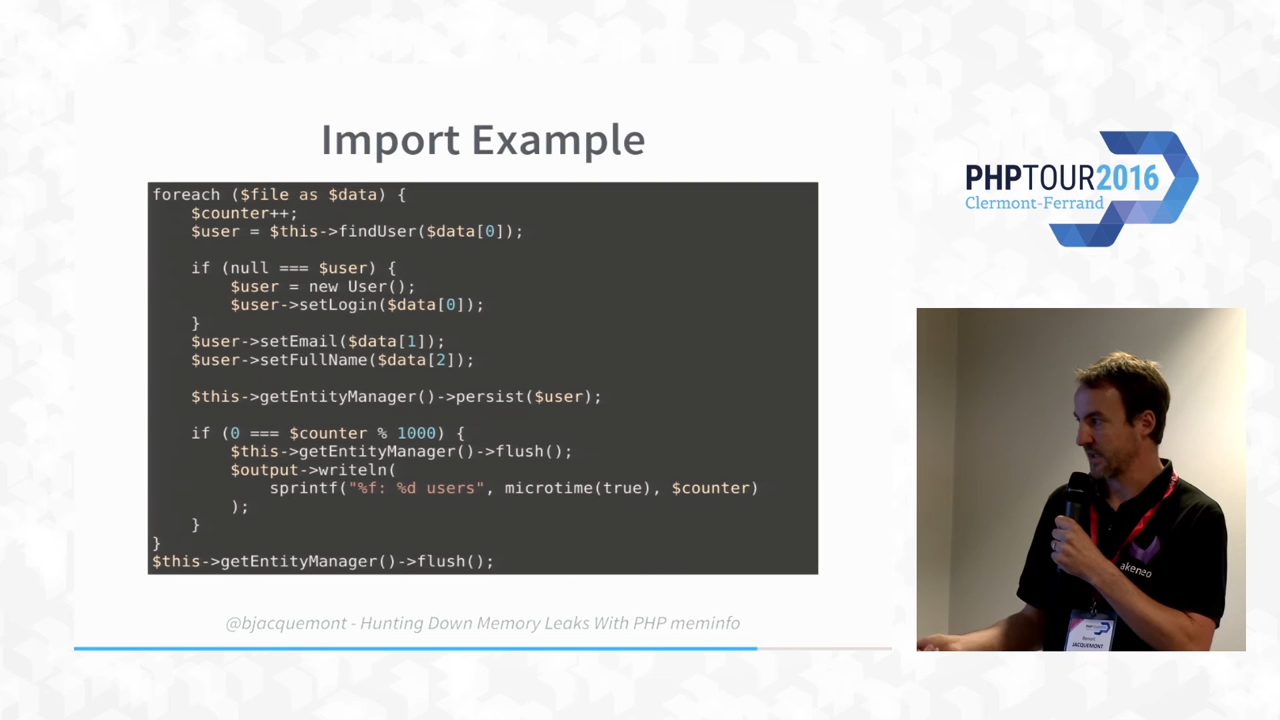 Import Example
foreach ($file as $data) {
    $counter++;
    $user = $this->findUser($data[0]);
    if (null === $user) {
        $user = new User();
        $user->setLogin($data[0]);
    }
    $user->setEmail($data[1]);
    $user->setFullName($data[2]);
    $this->getEntityManager()->persist($user);
    if (0 === $counter % 1000) {
        $this->getEntityManager()->flush();
        $output->writeln(
            sprintf("%f: %d users", microtime(true), $counter)
        );
    }
}
$this->getEntityManager()->flush();
@bjacquemont - Hunting Down Memory Leaks With PHP meminfo
PHPTOUR2016
Clermont-Ferrand
akeneo
Benoit
JACQUEMONT